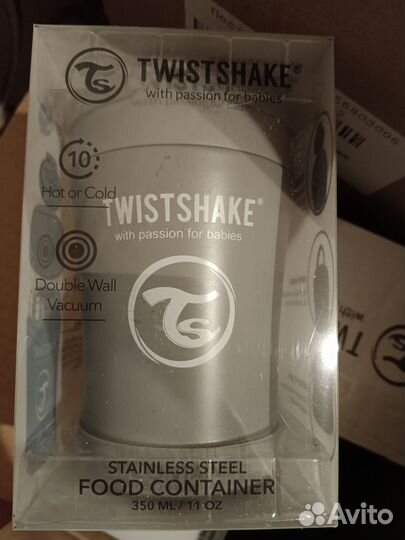 TWISTSHAKE®
with passion for babies
10
Hot or Cold
TWISTSHAKE®
with passion for babies
Double Wall
Vacuum
STAINLESS STEEL
FOOD CONTAINER
350 ML / 11 OZ
Avito